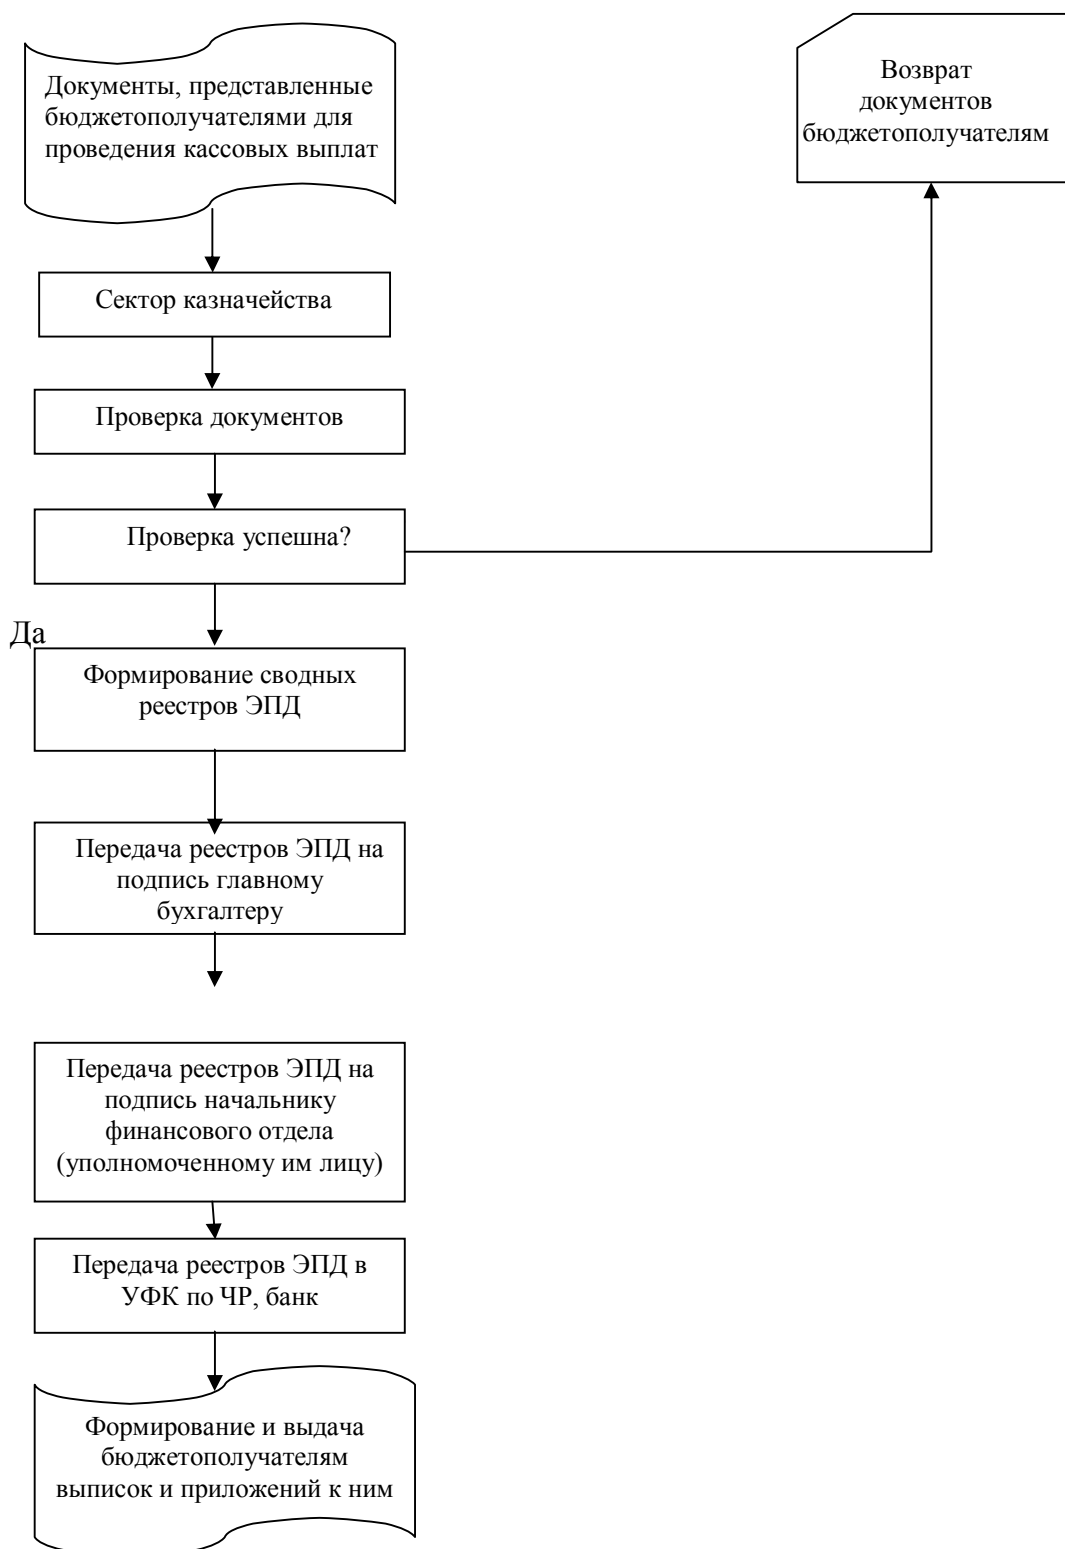 Документы, представленные
бюджетополучателями для
проведения кассовых выплат
Возврат
документов
бюджетополучателям
Сектор казначейства
Проверка документов
Проверка успешна?
Да
Формирование сводных
реестров ЭПД
Передача реестров ЭПД на
подпись главному
бухгалтеру
Передача реестров ЭПД на
подпись начальнику
финансового отдела
(уполномоченному им лицу)
Передача реестров ЭПД в
УФК по ЧР, банк
Формирование и выдача
бюджетополучателям
выписок и приложений к ним